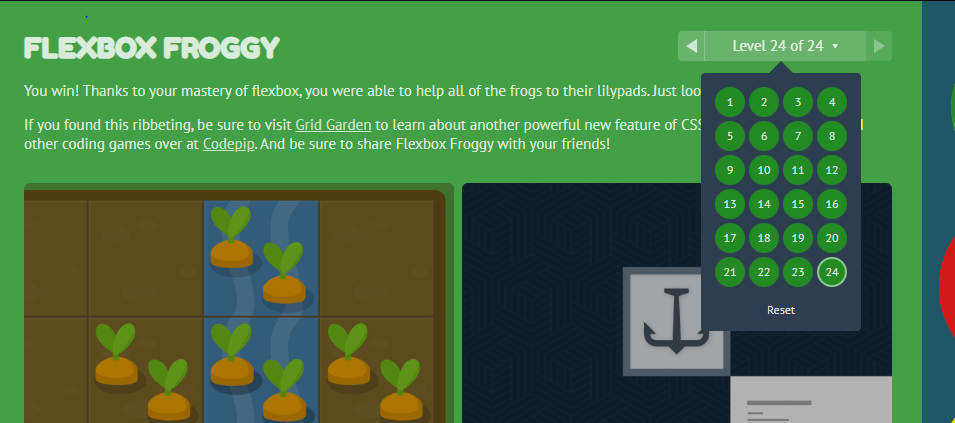 FLEXBOX FROGGY
Level 24 of 24
You win! Thanks to your mastery of flexbox, you were able to help all of the frogs to their lilypads. Just
If you found this ribbeting, be sure to visit Grid Garden to learn about another powerful new feature of
other coding games over at Codepip. And be sure to share Flexbox Froggy with your friends!
1 2 3 4
5 6 7 8
9 10 11 12
13 14 15 16
17 18 19 20
21 22 23 24
Reset